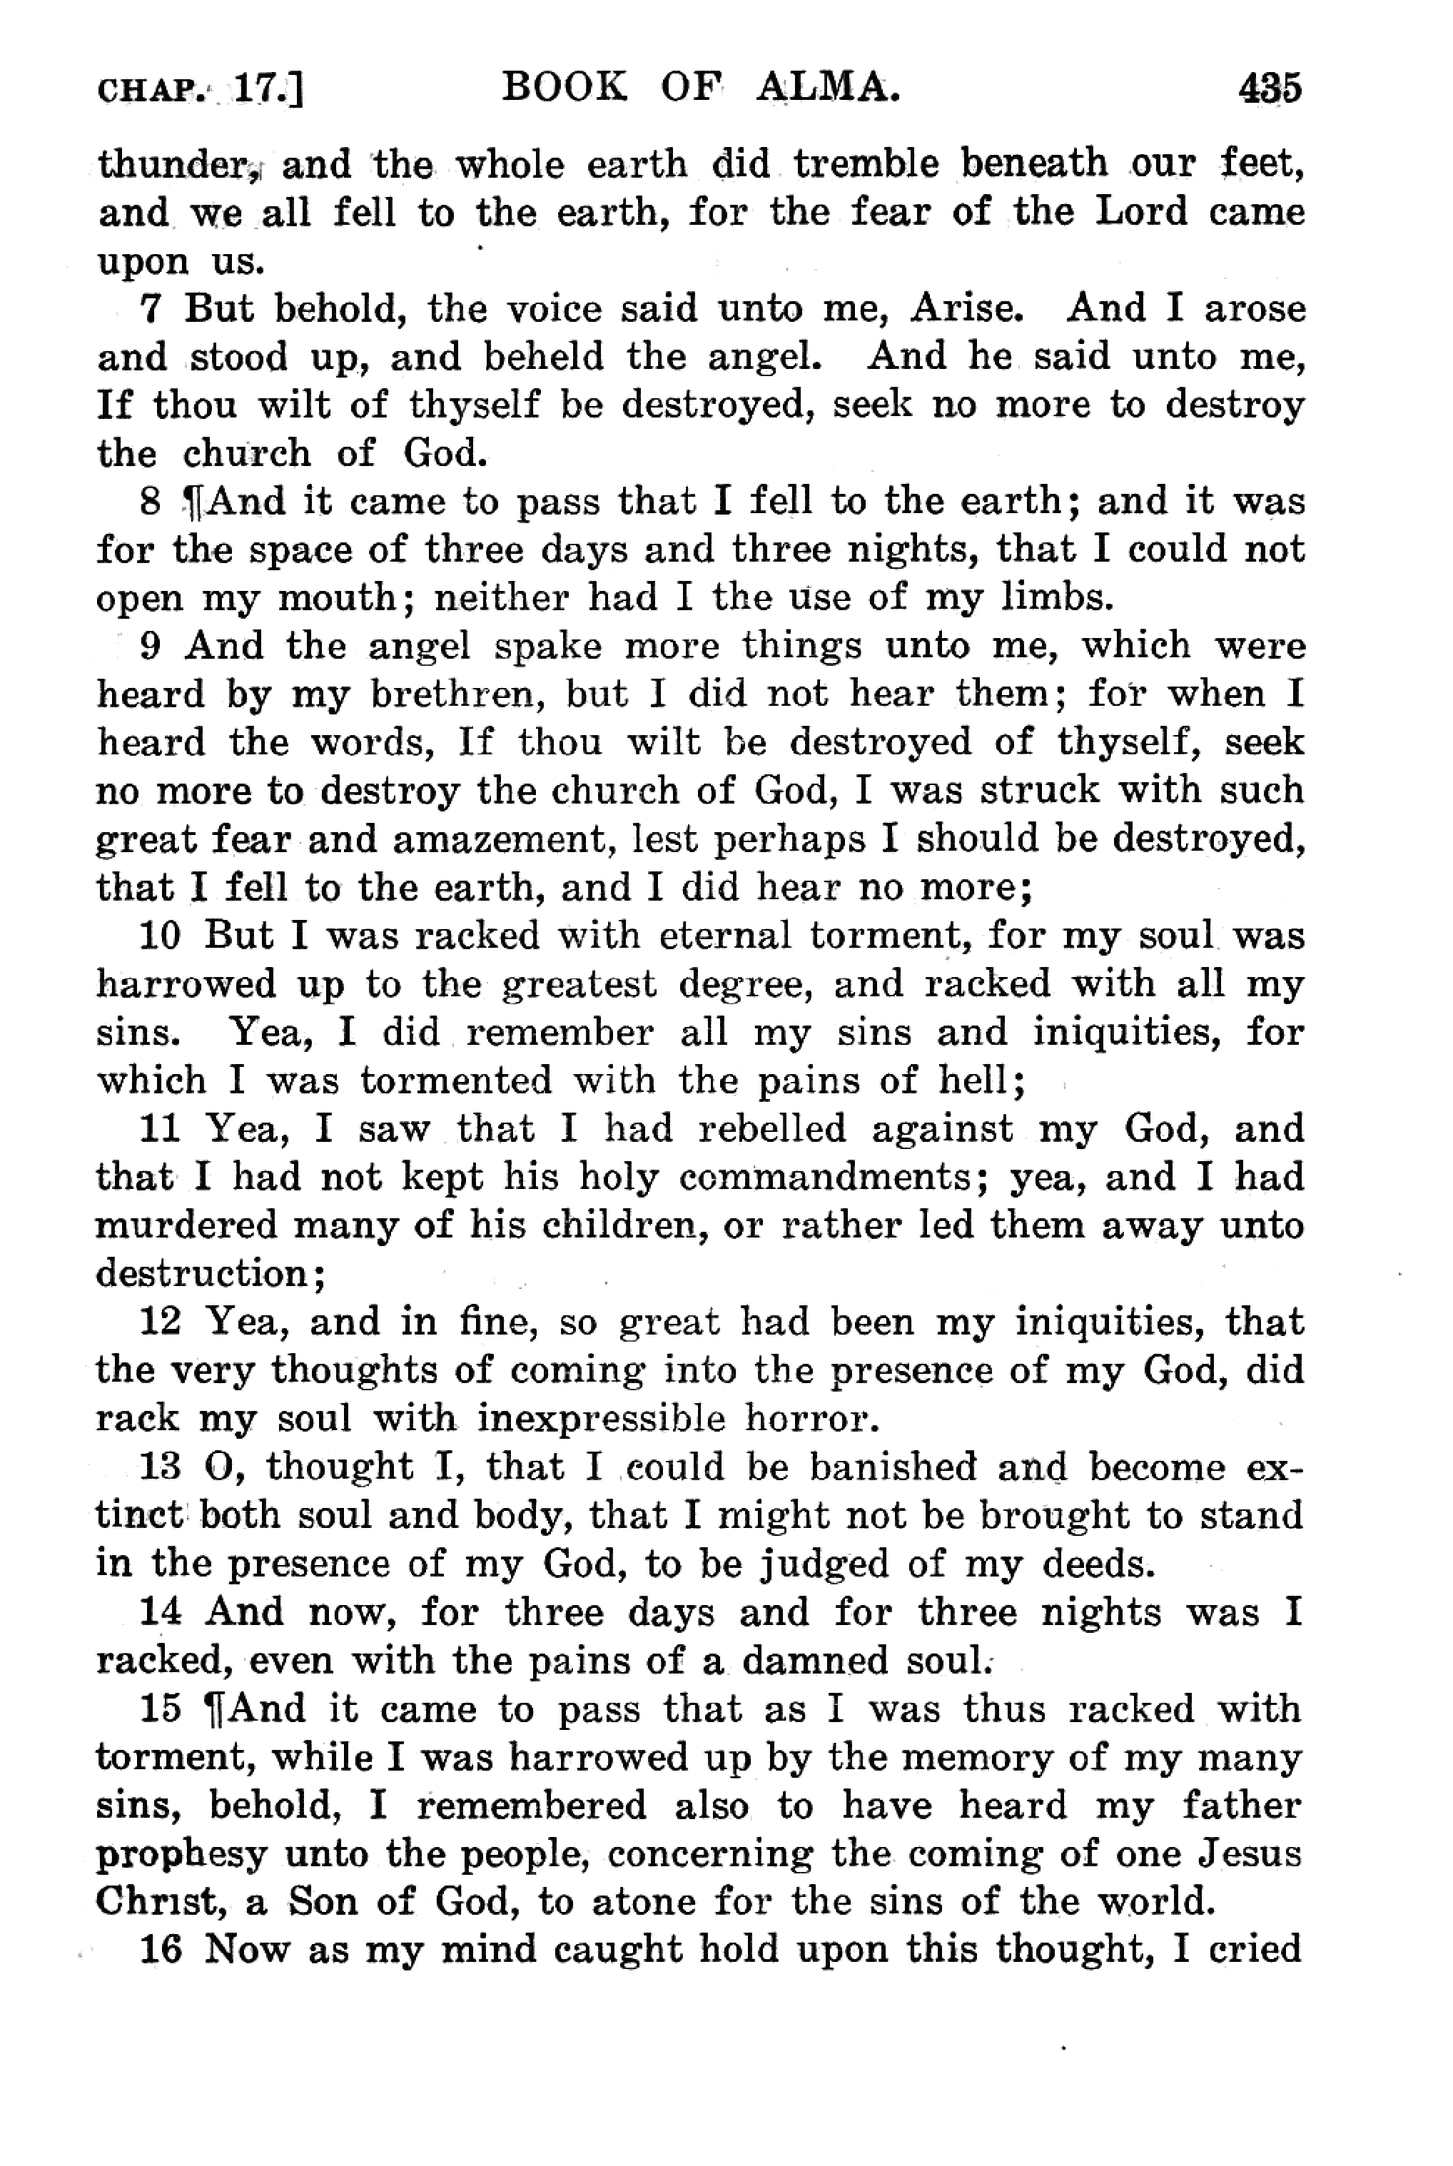 CHAP. 17.] BOOK OF ALMA. 435
thunder, and the whole earth did tremble beneath our feet,
and we all fell to the earth, for the fear of the Lord came
upon us.
7 But behold, the voice said unto me, Arise. And I arose
and stood up, and beheld the angel. And he said unto me,
If thou wilt of thyself be destroyed, seek no more to destroy
the church of God.
8 ¶And it came to pass that I fell to the earth; and it was
for the space of three days and three nights, that I could not
open my mouth; neither had I the use of my limbs.
9 And the angel spake more things unto me, which were
heard by my brethren, but I did not hear them; for when I
heard the words, If thou wilt be destroyed of thyself, seek
no more to destroy the church of God, I was struck with such
great fear and amazement, lest perhaps I should be destroyed,
that I fell to the earth, and I did hear no more;
10 But I was racked with eternal torment, for my soul was
harrowed up to the greatest degree, and racked with all my
sins. Yea, I did remember all my sins and iniquities, for
which I was tormented with the pains of hell;
11 Yea, I saw that I had rebelled against my God, and
that I had not kept his holy commandments; yea, and I had
murdered many of his children, or rather led them away unto
destruction;
12 Yea, and in fine, so great had been my iniquities, that
the very thoughts of coming into the presence of my God, did
rack my soul with inexpressible horror.
13 O, thought I, that I could be banished and become ex-
tinct both soul and body, that I might not be brought to stand
in the presence of my God, to be judged of my deeds.
14 And now, for three days and for three nights was I
racked, even with the pains of a damned soul.
15 ¶And it came to pass that as I was thus racked with
torment, while I was harrowed up by the memory of my many
sins, behold, I remembered also to have heard my father
prophesy unto the people, concerning the coming of one Jesus
Christ, a Son of God, to atone for the sins of the world.
16 Now as my mind caught hold upon this thought, I cried